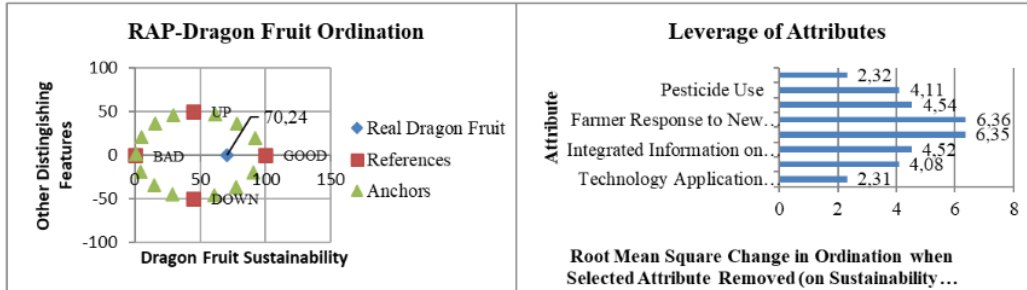 RAP-Dragon Fruit Ordination
Other Distingishing
Features
100
50
0
-50
-100
0
50
100
150
UP
70,24
BAD
GOOD
DOWN
Real Dragon Fruit
References
Anchors
Dragon Fruit Sustainability
Leverage of Attributes
Attribute
2,32
Pesticide Use
4,11
4,54
Farmer Response to New...
6,36
6,35
Integrated Information on...
4,52
4,08
Technology Application...
2,31
0
2
4
6
8
Root Mean Square Change in Ordination when
Selected Attribute Removed (on Sustainability...